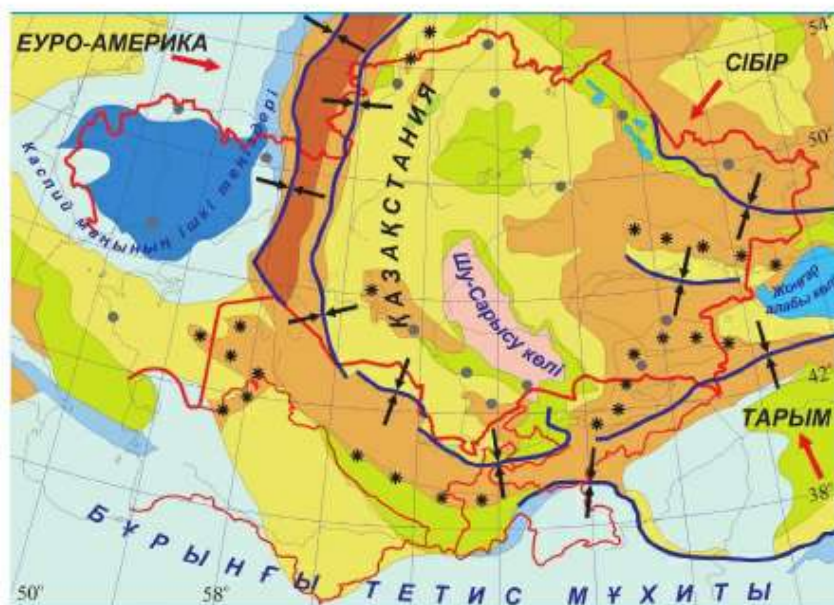 54°
ЕУРО-АМЕРИКА
СІБІР
50°
Каспий маңының ішкі теңіздері
ҚАЗАҚСТАНИЯ
Шу-Сарысу көлі
Жоңғар
алабы көлі
42°
ТАРЫМ
38°
БҰРЫНҒЫ ТЕТИС МҰХИТЫ
50°
58°